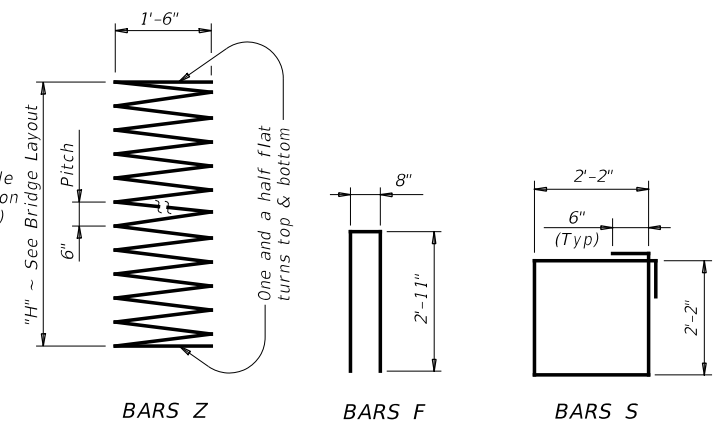 1'-6"
"H" ~ See Bridge Layout
Pitch
6"
One and a half flat
turns top & bottom
BARS Z
8"
2'-11"
BARS F
2'-2"
6"
(Typ)
2'-2"
BARS S